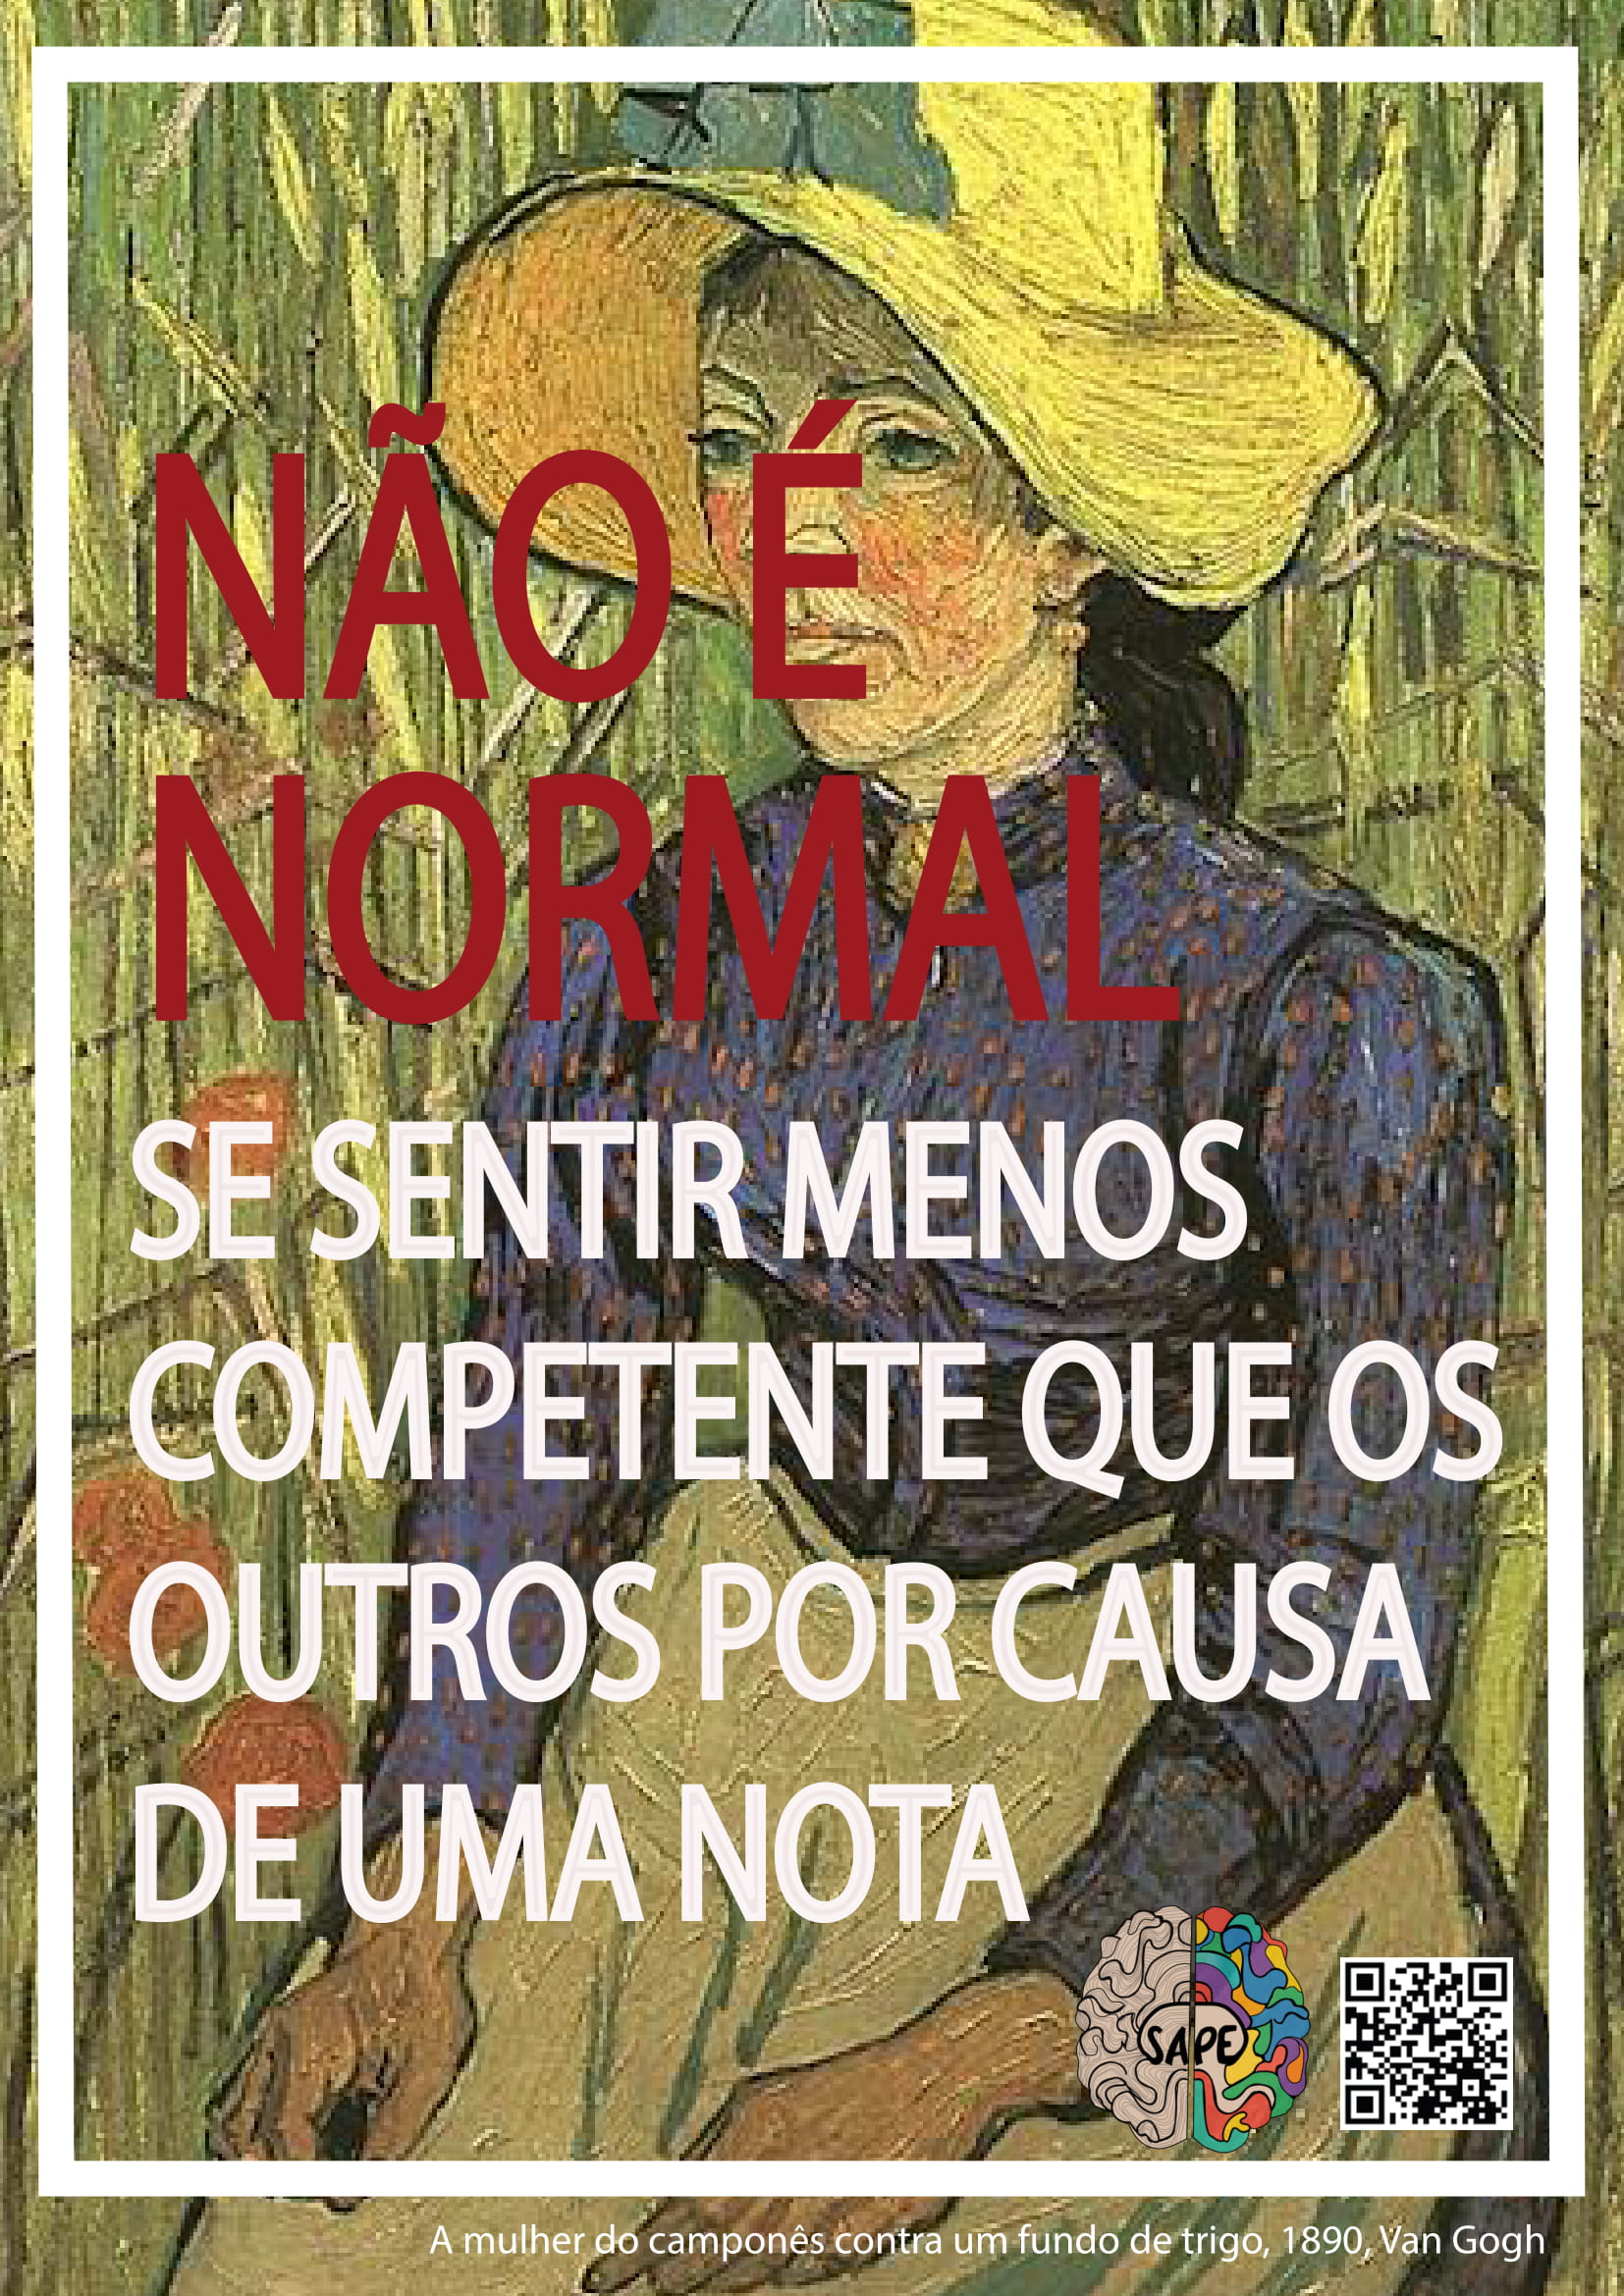 NÃO É
NORMAL
SE SENTIR MENOS
COMPETENTE QUE OS
OUTROS POR CAUSA
DE UMA NOTA
SAPE
A mulher do camponês contra um fundo de trigo, 1890, Van Gogh